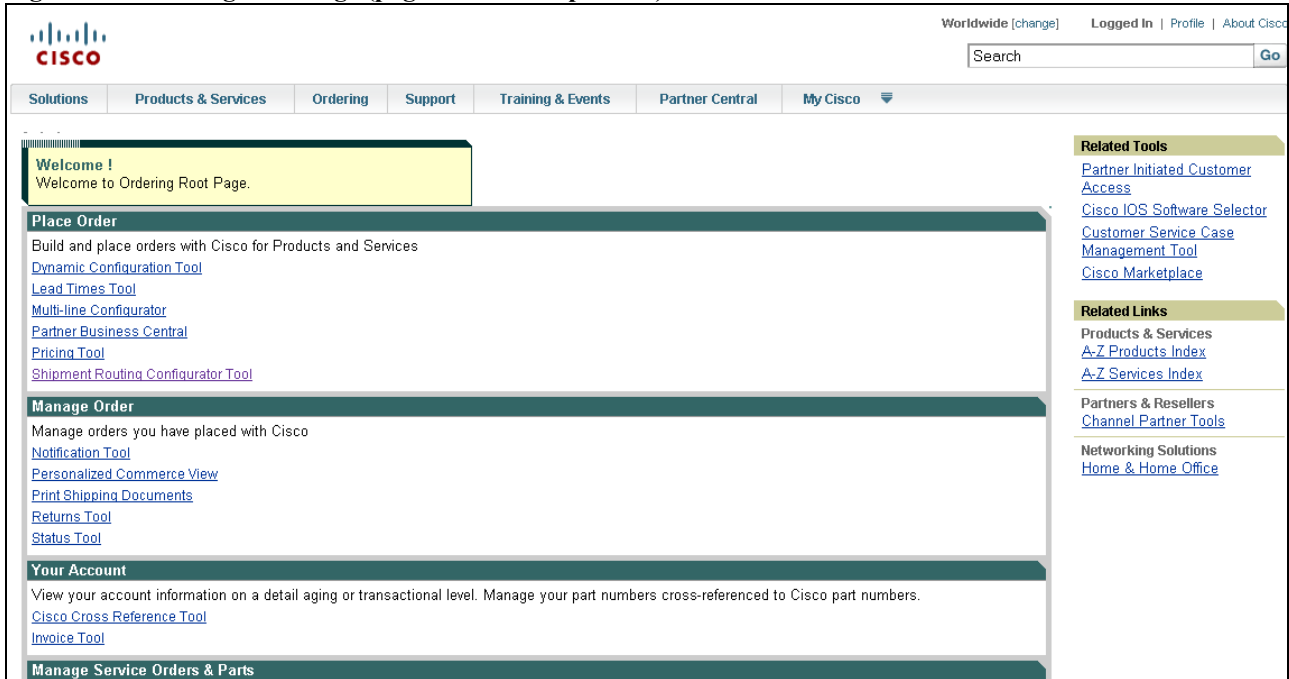 Worldwide [change] Logged In | Profile | About Cisco
CISCO
Search Go
Solutions Products & Services Ordering Support Training & Events Partner Central My Cisco
Welcome !
Welcome to Ordering Root Page.
Place Order
Build and place orders with Cisco for Products and Services
Dynamic Configuration Tool
Lead Times Tool
Multi-line Configurator
Partner Business Central
Pricing Tool
Shipment Routing Configurator Tool
Manage Order
Manage orders you have placed with Cisco
Notification Tool
Personalized Commerce View
Print Shipping Documents
Returns Tool
Status Tool
Your Account
View your account information on a detail aging or transactional level. Manage your part numbers cross-referenced to Cisco part numbers.
Cisco Cross Reference Tool
Invoice Tool
Manage Service Orders & Parts
Related Tools
Partner Initiated Customer
Access
Cisco IOS Software Selector
Customer Service Case
Management Tool
Cisco Marketplace
Related Links
Products & Services
A-Z Products Index
A-Z Services Index
Partners & Resellers
Channel Partner Tools
Networking Solutions
Home & Home Office